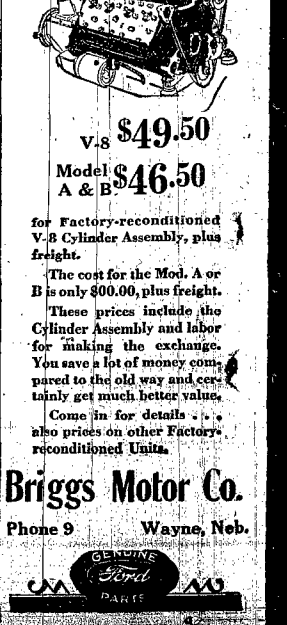 V-8 $49.50
Model
A & B $46.50
for Factory-reconditioned
V-8 Cylinder Assembly, plus
freight.
The cost for the Mod. A or
B is only $00.00, plus freight.
These prices include the
Cylinder Assembly and labor
for making the exchange.
You save a lot of money com-
pared to the old way and cer-
tainly get much better value.
Come in for details . . .
also prices on other Factory-
reconditioned Units.
Briggs Motor Co.
Phone 9 Wayne, Neb.
GENUINE
Ford
PARTS